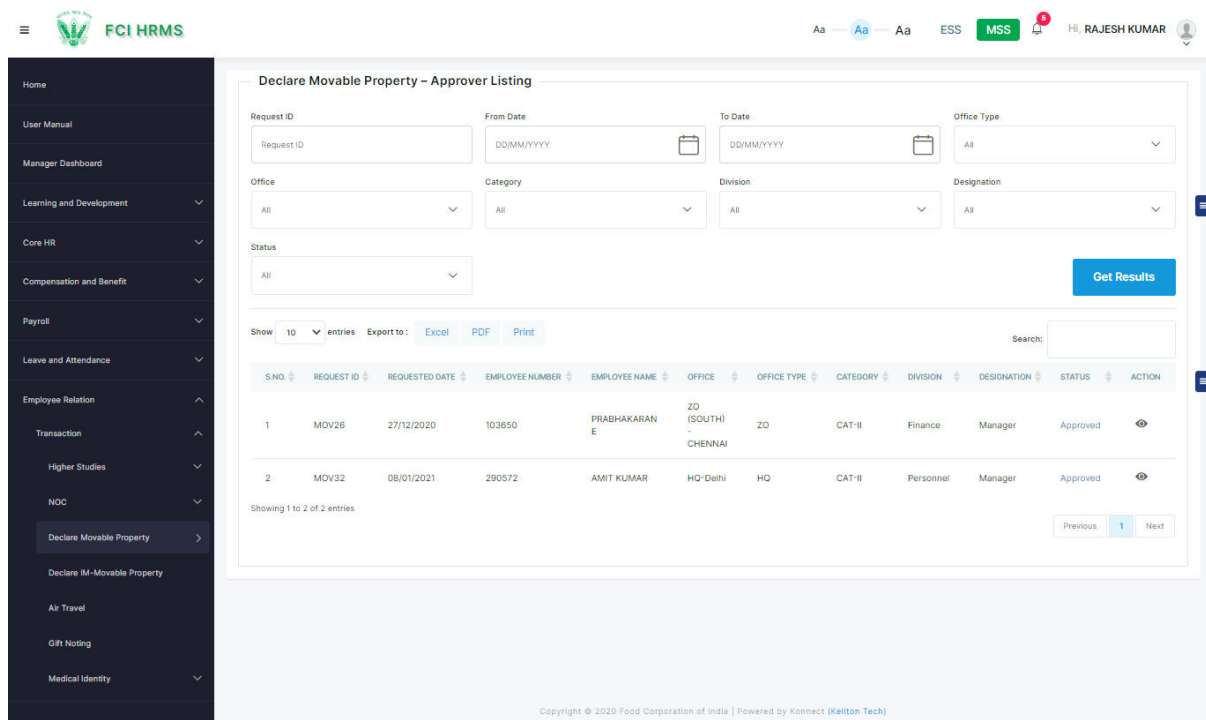 FCI HRMS
Aa Aa Aa ESS MSS 5 Hi, RAJESH KUMAR
Home
User Manual
Manager Dashboard
Learning and Development
Core HR
Compensation and Benefit
Payroll
Leave and Attendance
Employee Relation
Transaction
Higher Studies
NOC
Declare Movable Property
Declare IM-Movable Property
Air Travel
Gift Noting
Medical Identity
Declare Movable Property – Approver Listing
Request ID From Date To Date Office Type
Request ID DD/MM/YYYY DD/MM/YYYY All
Office Category Division Designation
All All All All
Status
All
Get Results
Show 10 entries Export to : Excel PDF Print Search:
S.NO. REQUEST ID REQUESTED DATE EMPLOYEE NUMBER EMPLOYEE NAME OFFICE OFFICE TYPE CATEGORY DIVISION DESIGNATION STATUS ACTION
1 MOV26 27/12/2020 103650 PRABHAKARAN E ZO (SOUTH) - CHENNAI ZO CAT-II Finance Manager Approved
2 MOV32 08/01/2021 290572 AMIT KUMAR HQ-Delhi HQ CAT-II Personnel Manager Approved
Showing 1 to 2 of 2 entries
Previous 1 Next
Copyright © 2020 Food Corporation of India | Powered by Konnect (Kellton Tech)